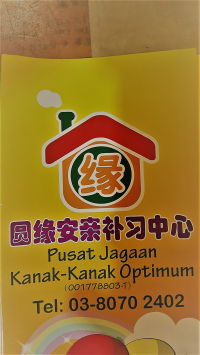 缘
圆缘安亲补习中心
Pusat Jagaan
Kanak-Kanak Optimum
(001778803-T)
Tel: 03-8070 2402